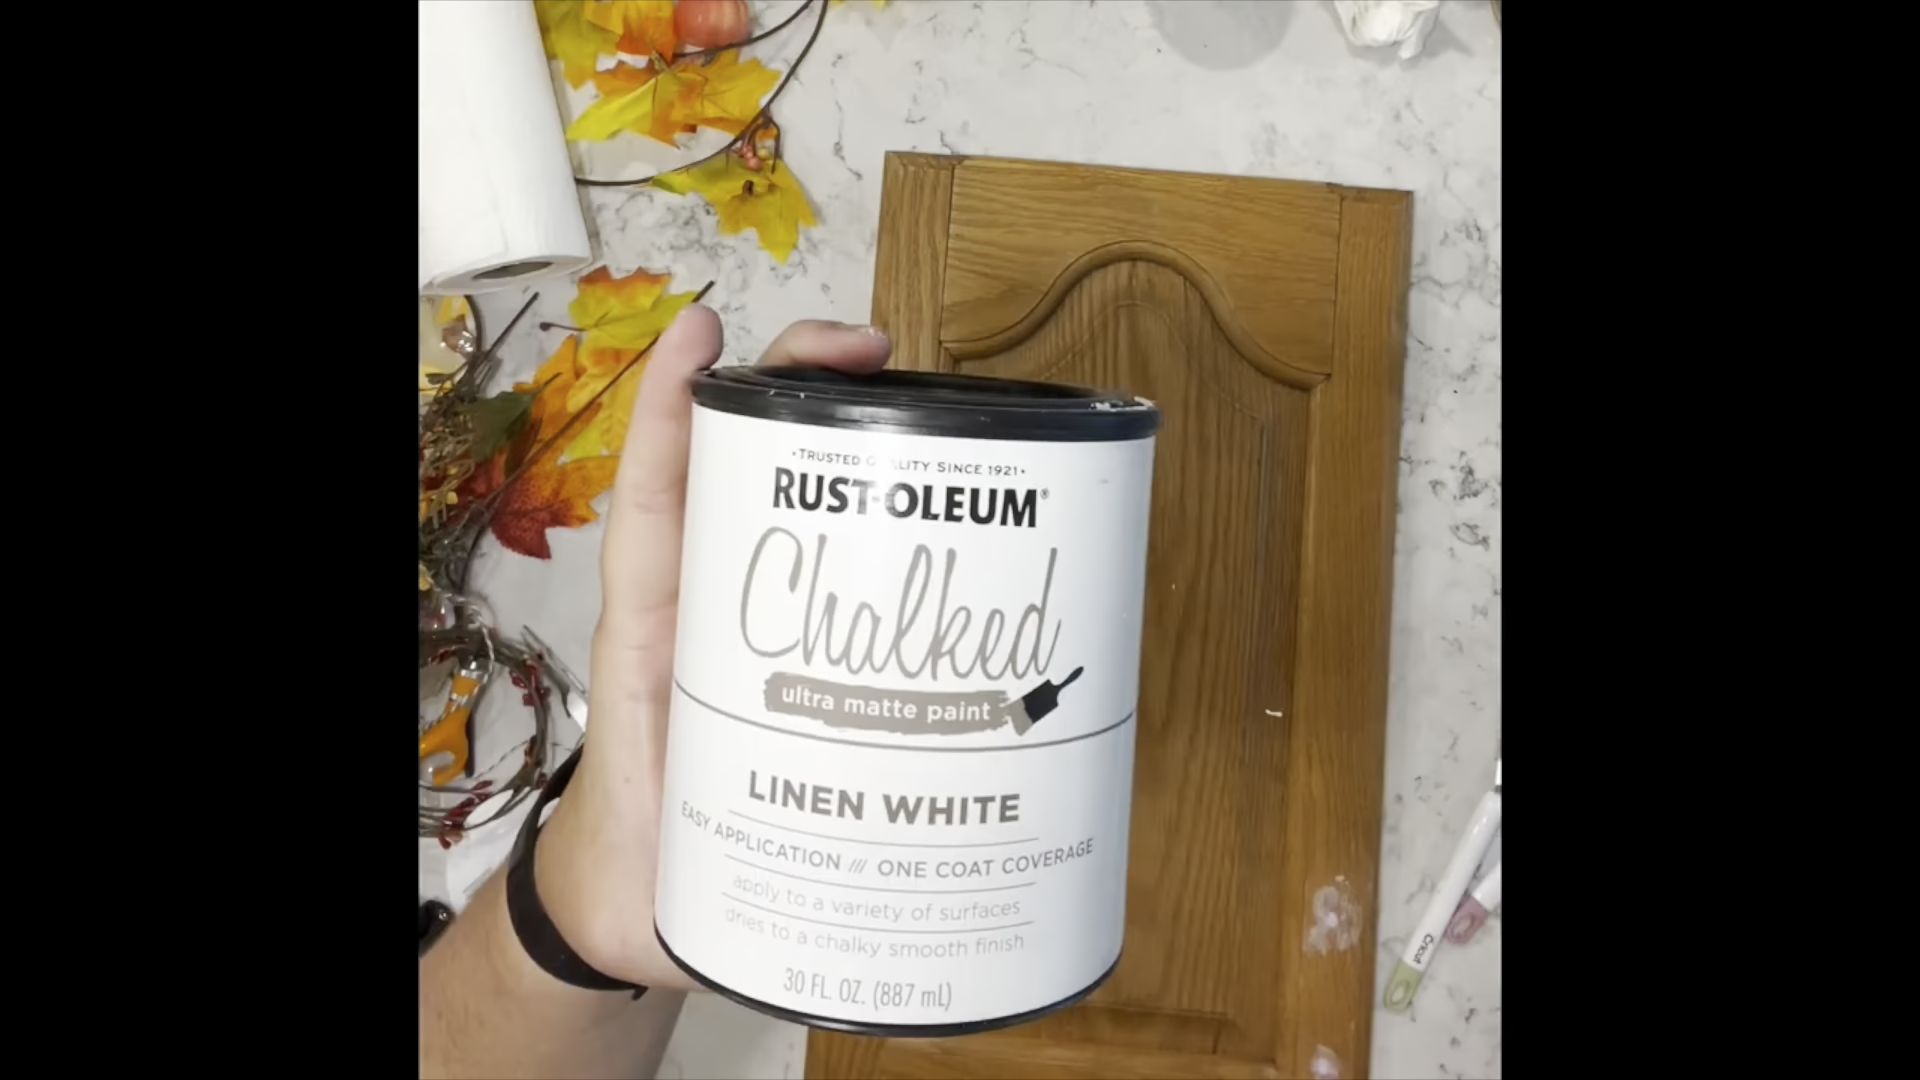 •TRUSTED QUALITY SINCE 1921•
RUST-OLEUM®
Chalked
ultra matte paint
LINEN WHITE
EASY APPLICATION /// ONE COAT COVERAGE
apply to a variety of surfaces
dries to a chalky smooth finish
30 FL. OZ. (887 mL)
Cricut